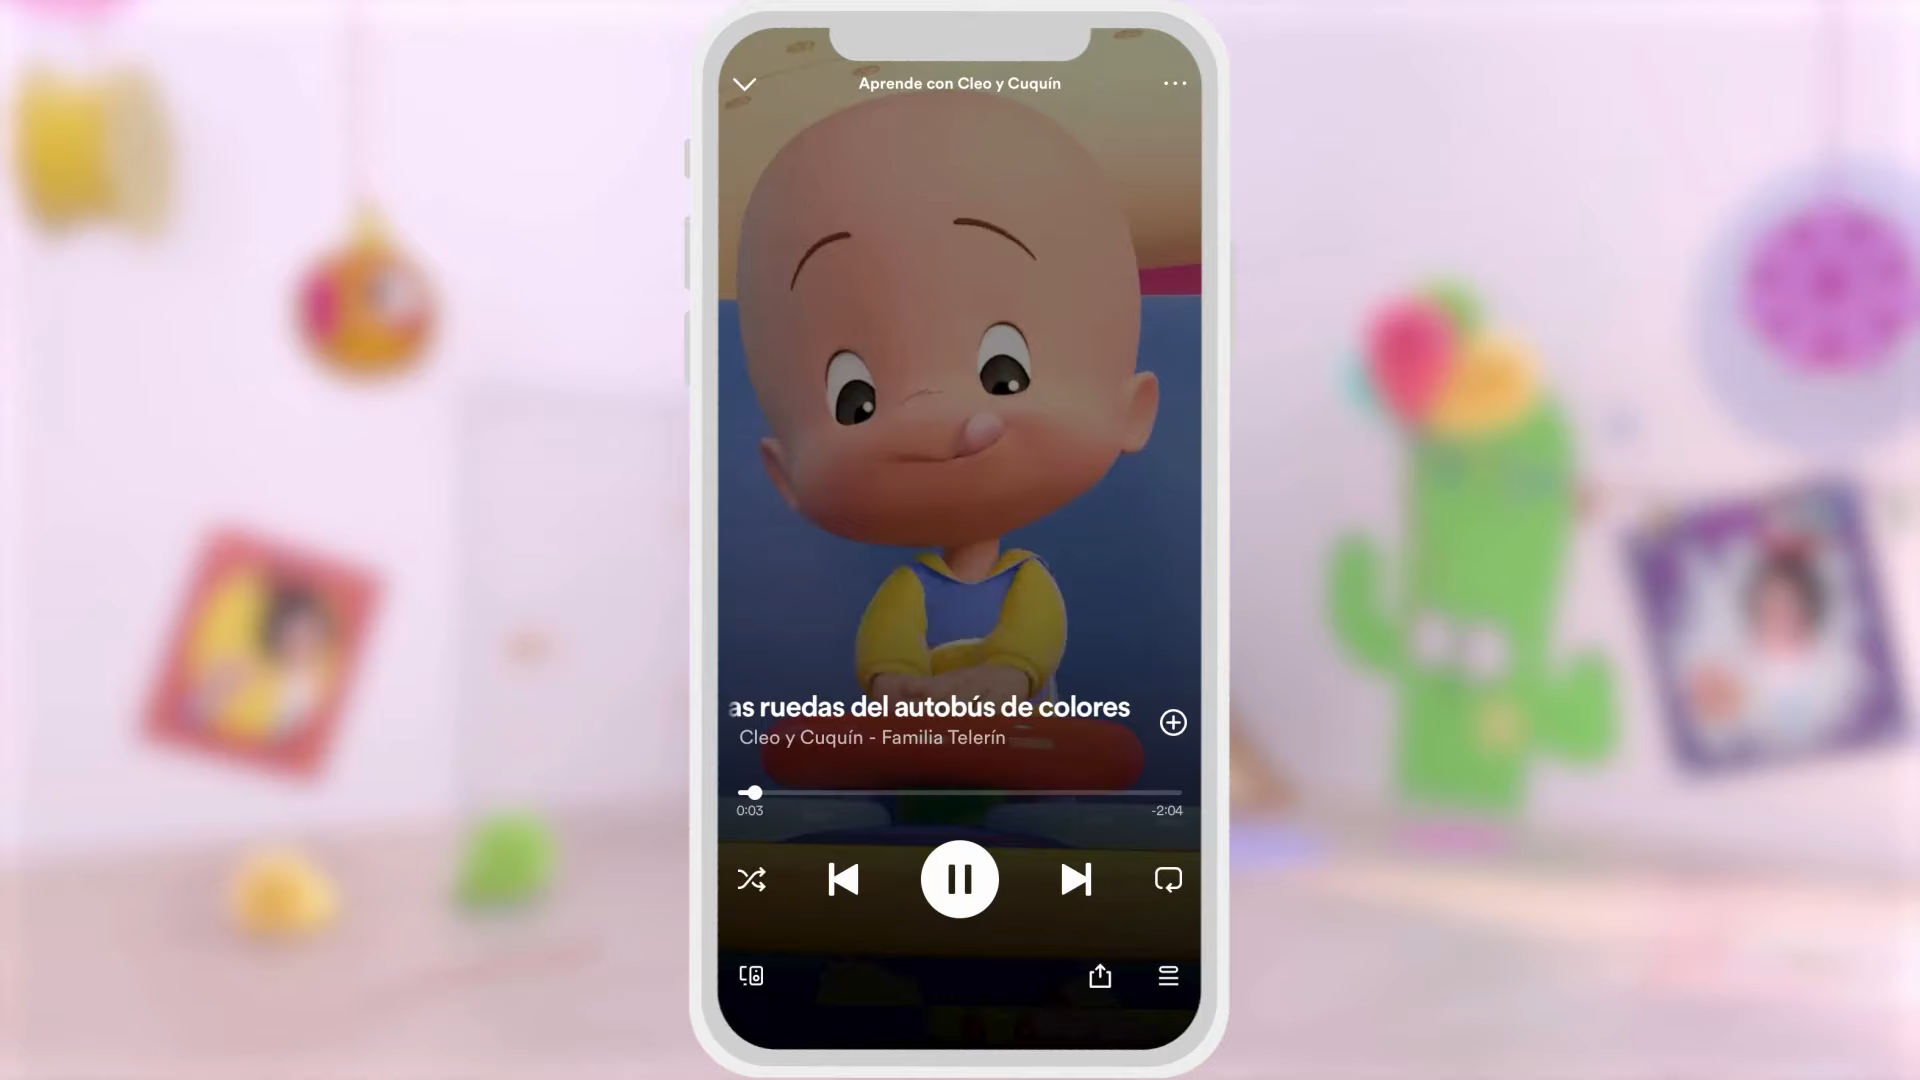 Aprende con Cleo y Cuquín
as ruedas del autobús de colores
Cleo y Cuquín - Familia Telerín
0:03
-2:04